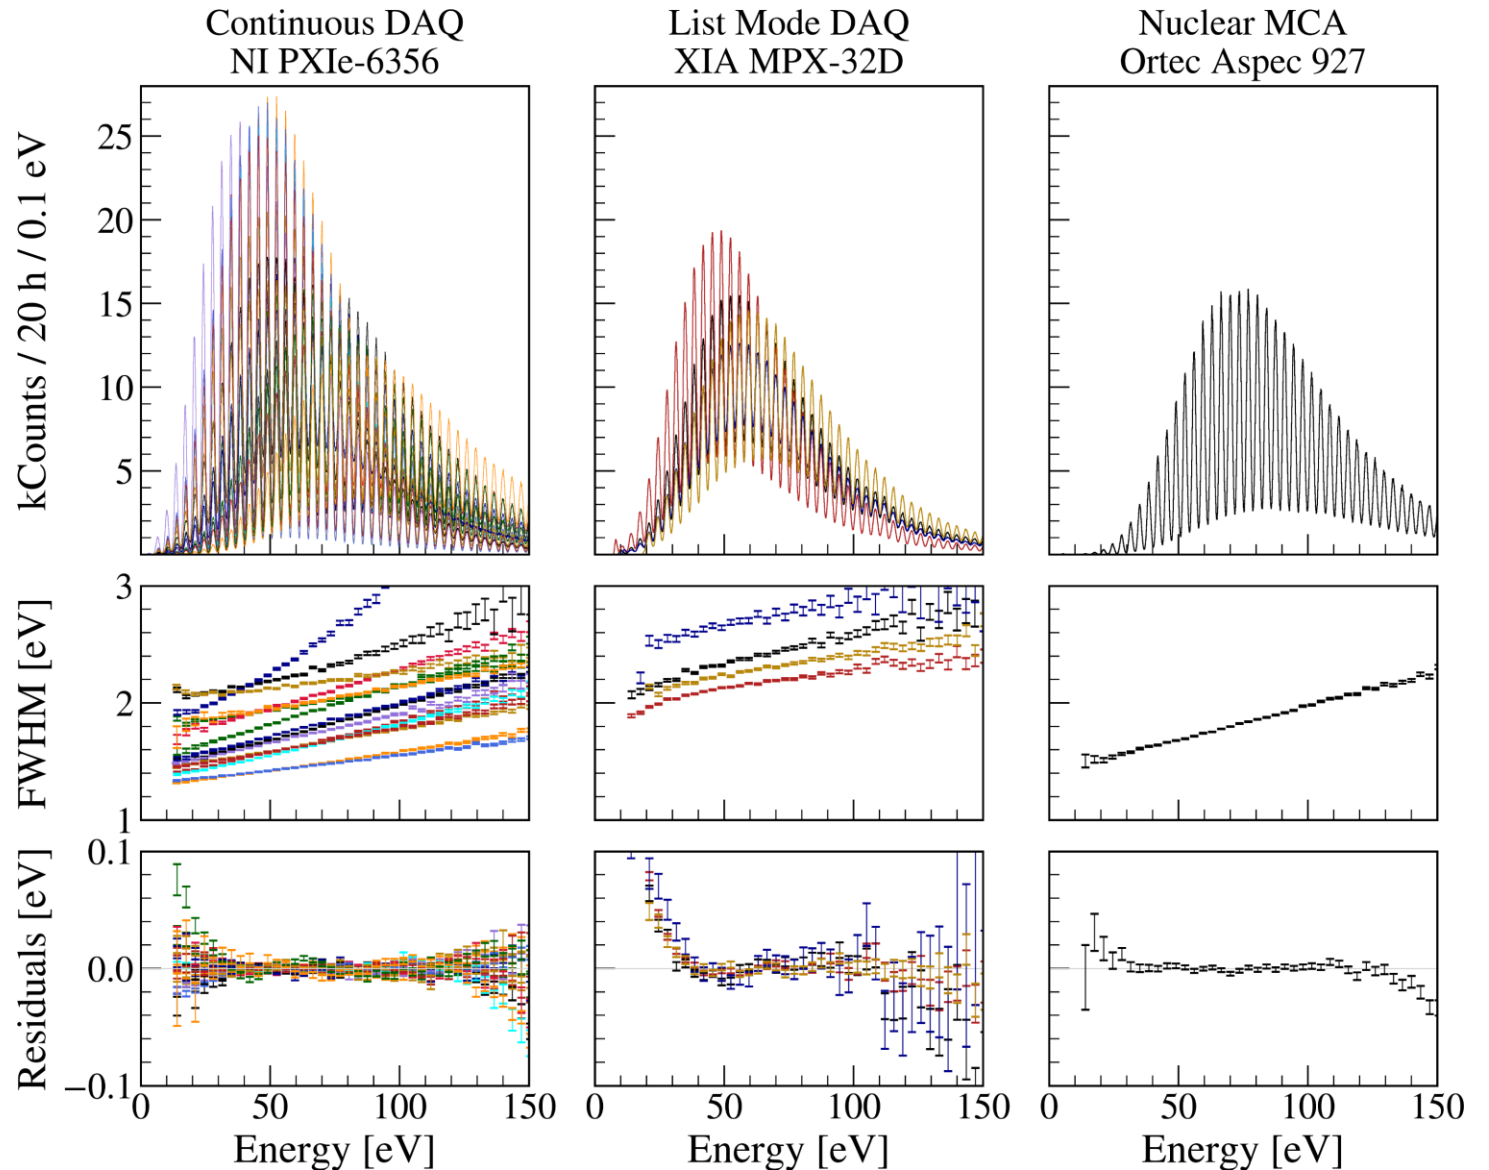 Continuous DAQ
NI PXIe-6356
List Mode DAQ
XIA MPX-32D
Nuclear MCA
Ortec Aspec 927
kCounts / 20 h / 0.1 eV
25
20
15
10
5
FWHM [eV]
3
2
1
Residuals [eV]
0.1
0.0
−0.1
0 50 100 150
0 50 100 150
0 50 100 150
Energy [eV]
Energy [eV]
Energy [eV]